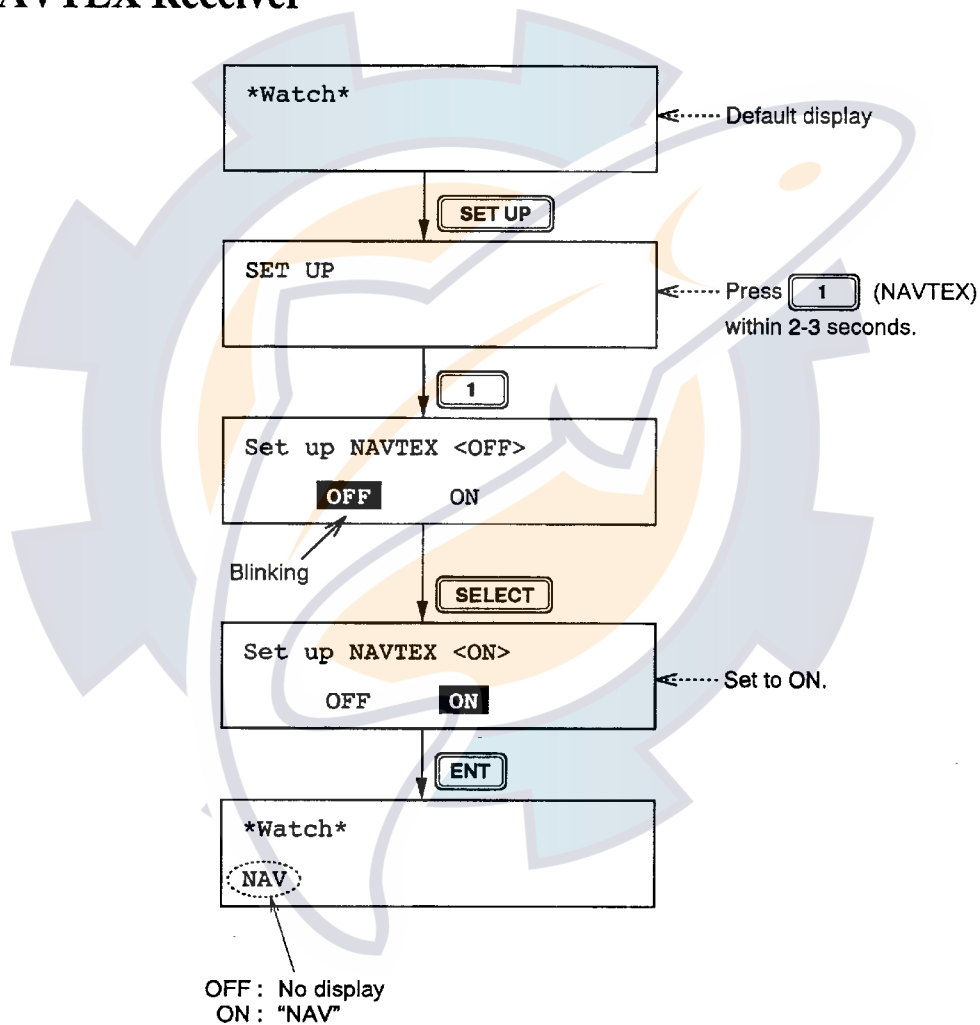 AVTEX Receiver
*Watch*
Default display
SET UP
SET UP
Press 1 (NAVTEX)
within 2-3 seconds.
1
Set up NAVTEX <OFF>
OFF ON
Blinking
SELECT
Set up NAVTEX <ON>
OFF ON
Set to ON.
ENT
*Watch*
NAV
OFF : No display
ON : "NAV"